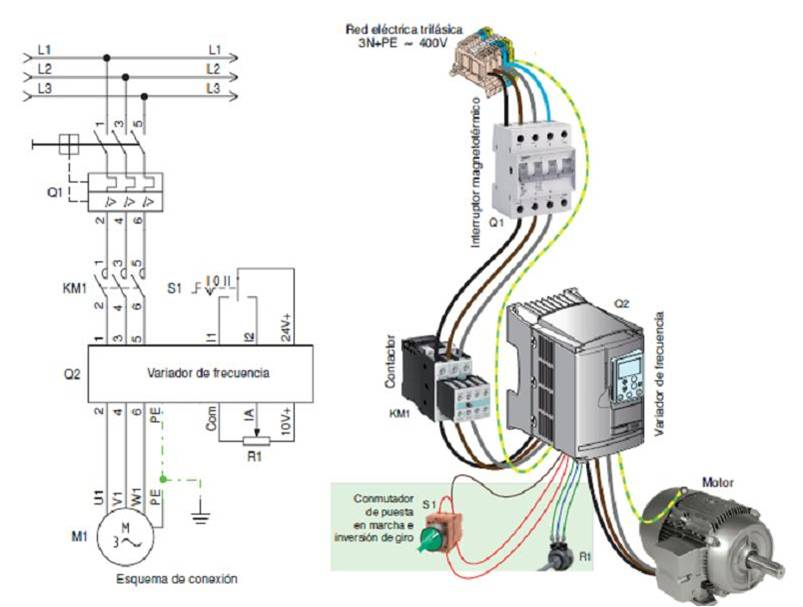 L1
L1
L2
L2
L3
L3
1
3
5
Q1
2
4
6
1
3
5
KM1
2
4
6
S1
I O II
1
3
5
I1
I2
24V+
Q2
Variador de frecuencia
2
4
6
PE
Com
IA
10V+
R1
U1
V1
W1
PE
M1
M
3
Esquema de conexión
Red eléctrica trifásica
3N+PE ~ 400V
Interruptor magnetotérmico
Q1
Q2
Contactor
KM1
Variador de frecuencia
Conmutador
de puesta
en marcha e
inversión de giro
S1
R1
Motor